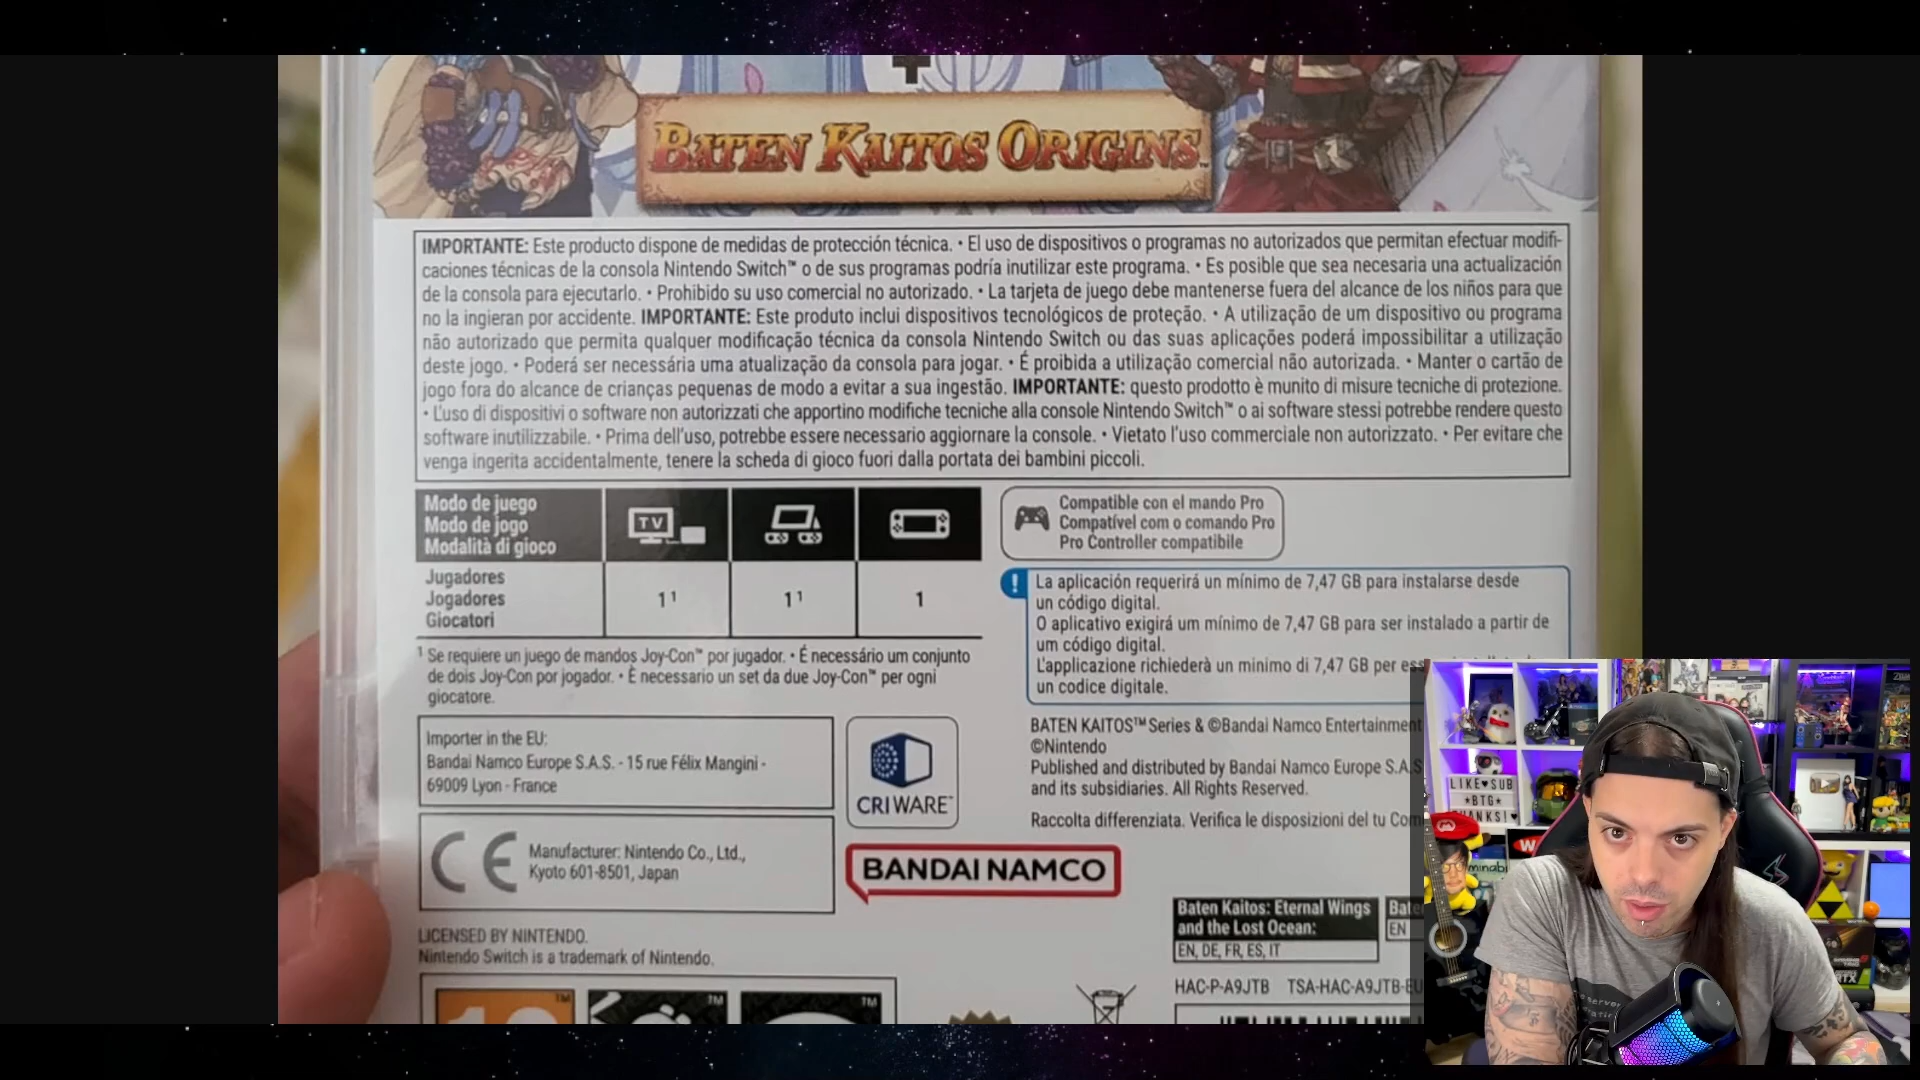 BATEN KAITOS ORIGINS™
IMPORTANTE: Este producto dispone de medidas de protección técnica. • El uso de dispositivos o programas no autorizados que permitan efectuar modifi-
caciones técnicas de la consola Nintendo Switch™ o de sus programas podría inutilizar este programa. • Es posible que sea necesaria una actualización
de la consola para ejecutarlo. • Prohibido su uso comercial no autorizado. • La tarjeta de juego debe mantenerse fuera del alcance de los niños para que
no la ingieran por accidente. IMPORTANTE: Este produto inclui dispositivos tecnológicos de proteção. • A utilização de um dispositivo ou programa
não autorizado que permita qualquer modificação técnica da consola Nintendo Switch ou das suas aplicações poderá impossibilitar a utilização
deste jogo. • Poderá ser necessária uma atualização da consola para jogar. • É proibida a utilização comercial não autorizada. • Manter o cartão de
jogo fora do alcance de crianças pequenas de modo a evitar a sua ingestão. IMPORTANTE: questo prodotto è munito di misure tecniche di protezione.
• L'uso di dispositivi o software non autorizzati che apportino modifiche tecniche alla console Nintendo Switch™ o ai software stessi potrebbe rendere questo
software inutilizzabile. • Prima dell'uso, potrebbe essere necessario aggiornare la console. • Vietato l'uso commerciale non autorizzato. • Per evitare che
venga ingerita accidentalmente, tenere la scheda di gioco fuori dalla portata dei bambini piccoli.
Modo de juego
Modo de jogo
Modalità di gioco
TV
Jugadores
Jogadores
Giocatori
1¹
1¹
1
¹ Se requiere un juego de mandos Joy-Con™ por jugador. • É necessário um conjunto
de dois Joy-Con por jogador. • È necessario un set da due Joy-Con™ per ogni
giocatore.
Compatible con el mando Pro
Compatível com o comando Pro
Pro Controller compatibile
!
La aplicación requerirá un mínimo de 7,47 GB para instalarse desde
un código digital.
O aplicativo exigirá um mínimo de 7,47 GB para ser instalado a partir de
um código digital.
L'applicazione richiederà un minimo di 7,47 GB per
un codice digitale.
Importer in the EU:
Bandai Namco Europe S.A.S. - 15 rue Félix Mangini -
69009 Lyon - France
CRIWARE™
BATEN KAITOS™ Series & ©Bandai Namco Entertainment
©Nintendo
Published and distributed by Bandai Namco Europe S.A.S
and its subsidiaries. All Rights Reserved.
Raccolta differenziata. Verifica le disposizioni del tu
CE
Manufacturer: Nintendo Co., Ltd.,
Kyoto 601-8501, Japan
BANDAI NAMCO
LICENSED BY NINTENDO.
Nintendo Switch is a trademark of Nintendo.
Baten Kaitos: Eternal Wings
and the Lost Ocean:
EN, DE, FR, ES, IT
EN
HAC-P-A9JTB TSA-HAC-A9JTB-EU
LIKE♥SUB
★BTG★